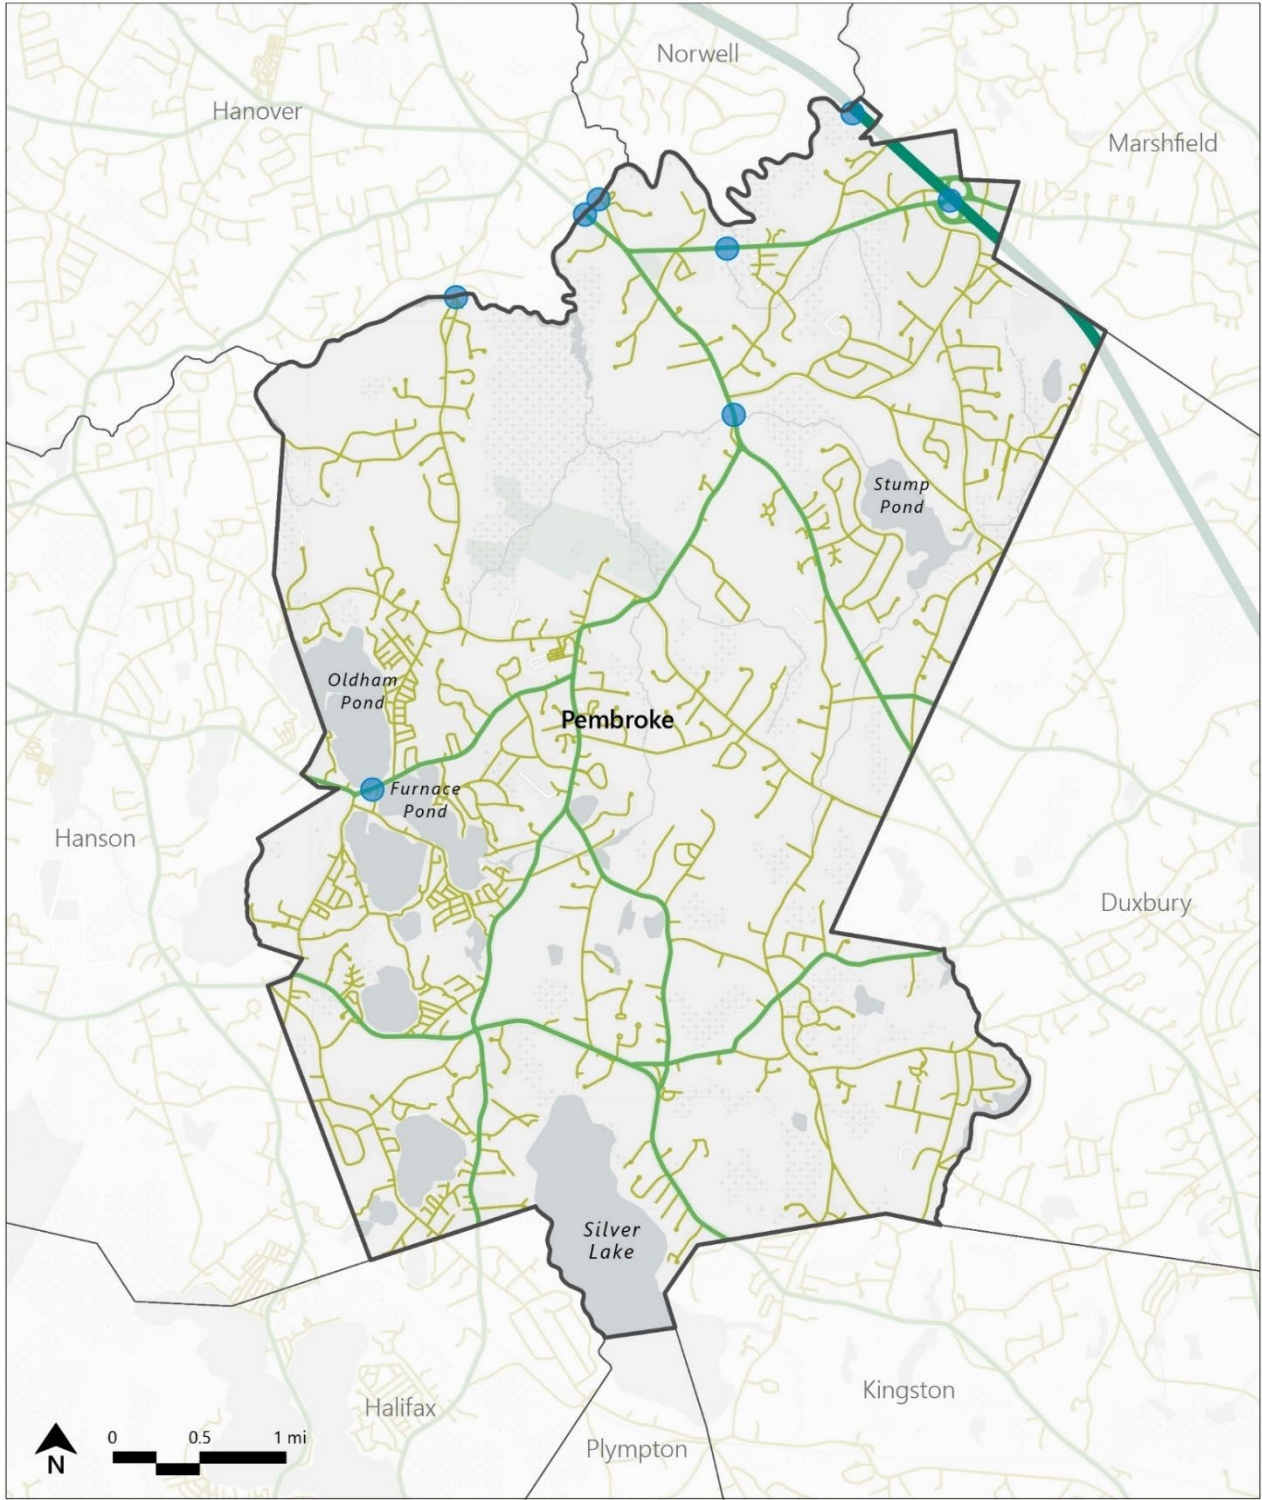 Norwell
Hanover
Marshfield
Stump
Pond
Oldham
Pond
Pembroke
Furnace
Pond
Hanson
Duxbury
Silver
Lake
Kingston
Halifax
Plympton
0 0.5 1 mi
N